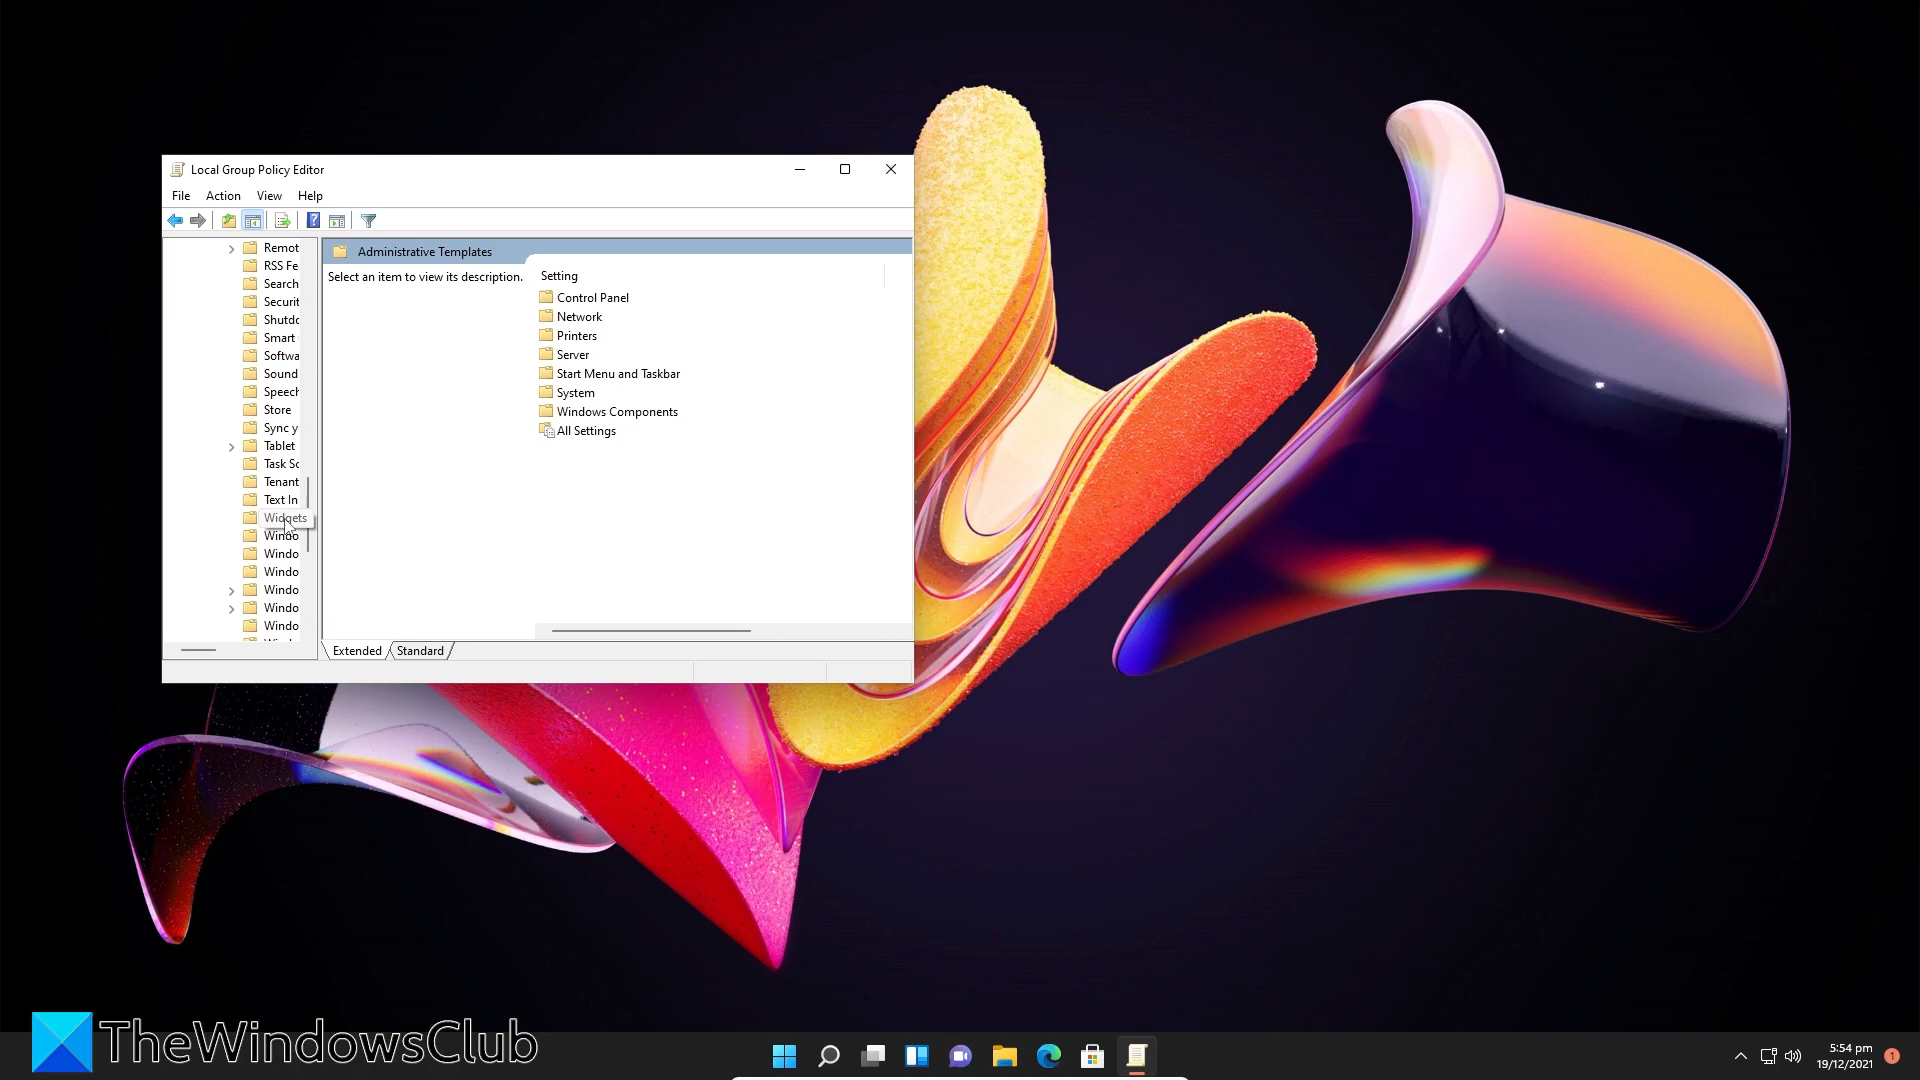 Local Group Policy Editor
File Action View Help
Remot
RSS Fe
Search
Securit
Shutdo
Smart
Softwa
Sound
Speech
Store
Sync y
Tablet
Task Sc
Tenant
Text In
Widgets
Windo
Windo
Windo
Windo
Windo
Windo
Administrative Templates
Select an item to view its description.
Setting
Control Panel
Network
Printers
Server
Start Menu and Taskbar
System
Windows Components
All Settings
Extended Standard
TheWindowsClub
5:54 pm
19/12/2021
1